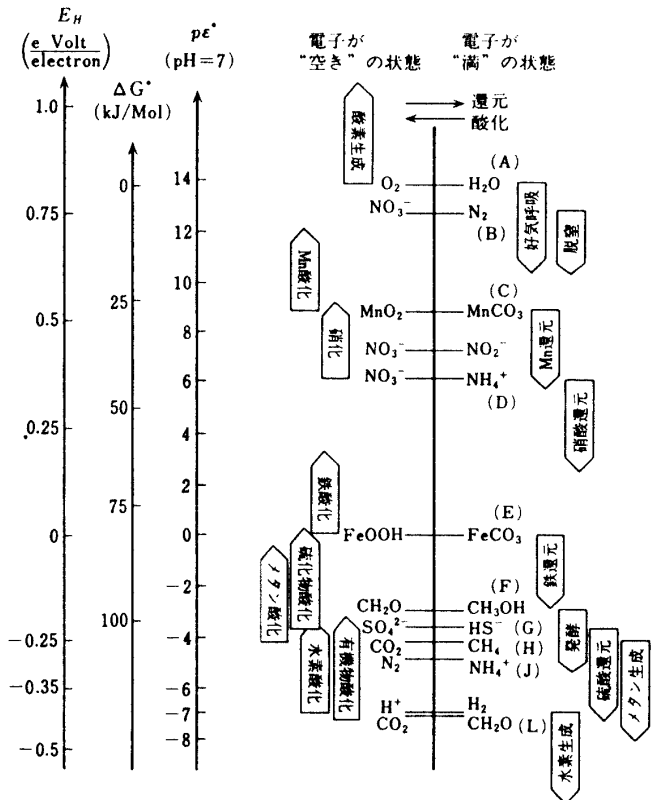 E_H
(e Volt/electron)
ΔG°
(kJ/Mol)
pε°
(pH=7)
電子が
“空き”の状態
電子が
“満”の状態
還元
酸化
1.0
0.75
0.5
0.25
0
-0.25
-0.35
-0.5
0
25
50
75
100
14
12
10
8
6
4
2
0
-2
-4
-6
-7
-8
酸素生成
Mn酸化
硝化
鉄酸化
硫化物酸化
メタン酸化
水素酸化
有機物酸化
(A)
O₂ H₂O
NO₃⁻ N₂
(B)
(C)
MnO₂ MnCO₃
NO₃⁻ NO₂⁻
NO₃⁻ NH₄⁺
(D)
(E)
FeOOH FeCO₃
(F)
CH₂O CH₃OH
SO₄²⁻ HS⁻ (G)
CO₂ CH₄ (H)
N₂ NH₄⁺ (J)
H⁺ H₂
CO₂ CH₂O (L)
好気呼吸
脱窒
Mn還元
硝酸還元
鉄還元
発酵
硫酸還元
メタン生成
水素生成